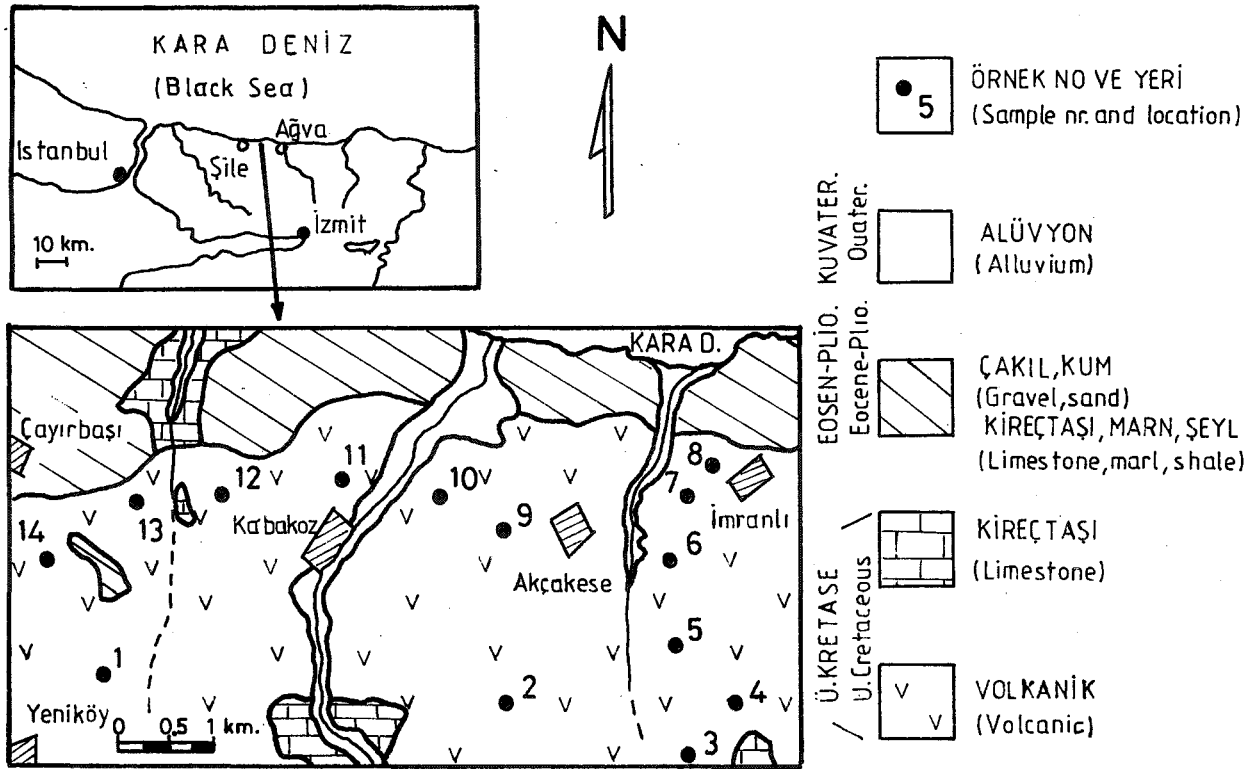 KARA DENİZ
(Black Sea)
Istanbul
Ağva
Şile
İzmit
10 km.
N
5
ÖRNEK NO VE YERİ
(Sample nr. and location)
KUVATER.
Quater.
ALÜVYON
(Alluvium)
EOSEN-PLİO.
Eocene-Plio.
ÇAKIL,KUM
(Gravel,sand)
KİREÇTAŞI, MARN, ŞEYL
(Limestone, marl, shale)
Ü.KRETASE
U.Cretaceous
KİREÇTAŞI
(Limestone)
VOLKANİK
(Volcanic)
KARA D.
Çayırbaşı
12
11
10
8
7
14
13
Kabakoz
9
İmranlı
Akçakese
6
5
1
2
4
Yeniköy
0 0.5 1 km.
3